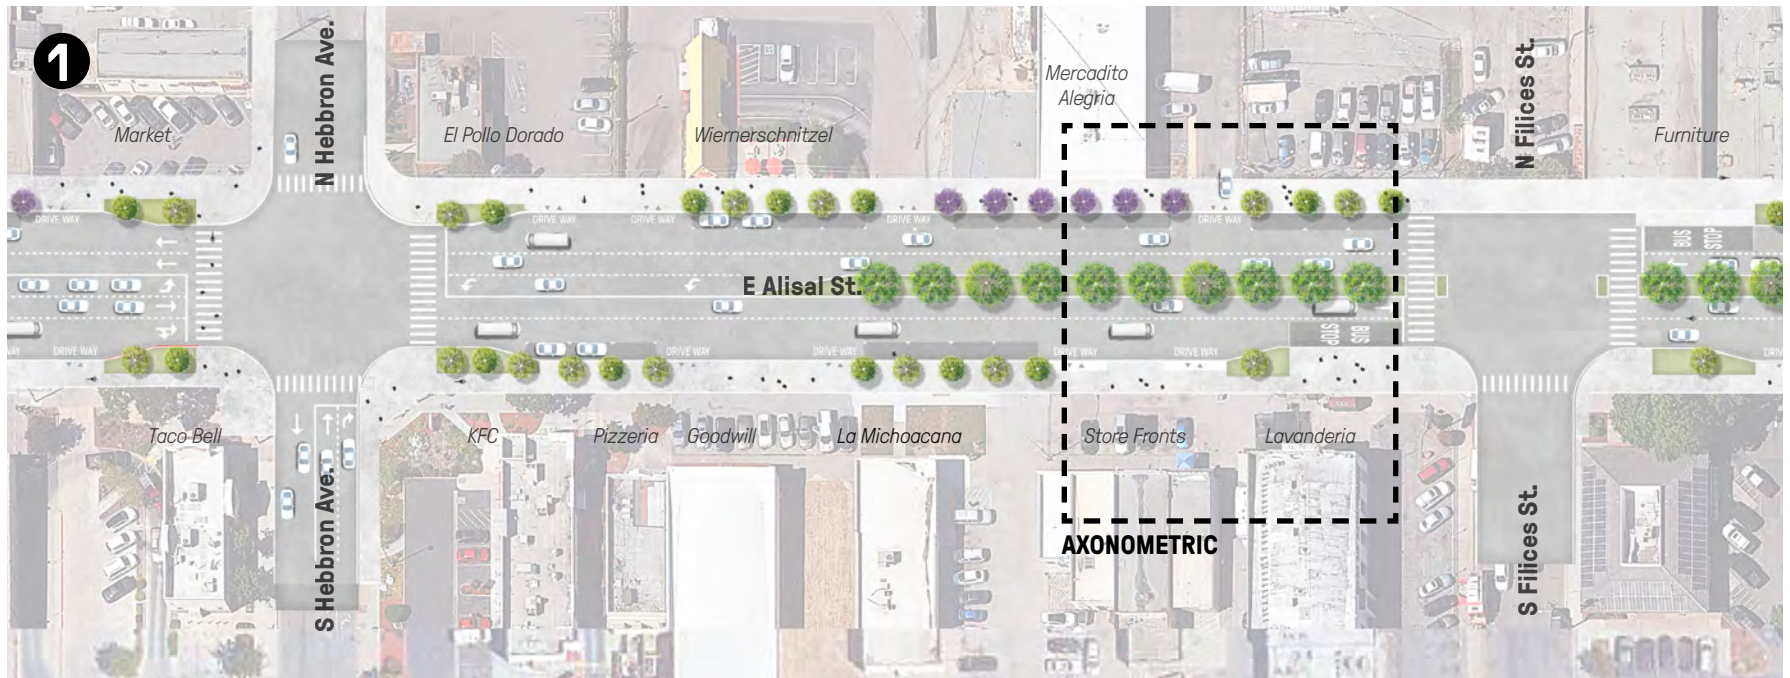 1
N Hebbron Ave.
N Filices St.
Mercadito
Alegria
Market
El Pollo Dorado
Wiernerschnitzel
Furniture
DRIVE WAY
DRIVE WAY
DRIVE WAY
DRIVE WAY
DRIVE WAY
BUS
STOP
E Alisal St.
BUS
STOP
WAY
DRIVE WAY
DRIVE WAY
DRIVE WAY
DRIVE WAY
DRIVE WAY
Taco Bell
KFC
Pizzeria
Goodwill
La Michoacana
Store Fronts
Lavanderia
S Hebbron Ave.
AXONOMETRIC
S Filices St.